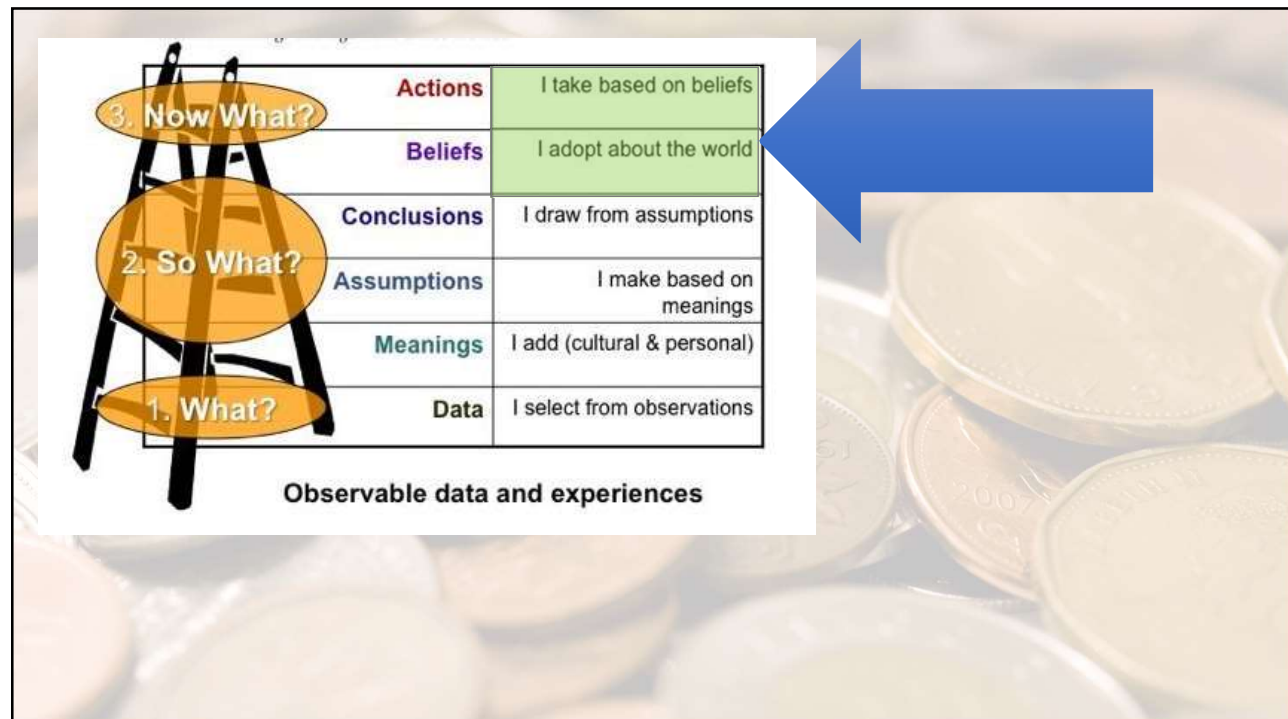 3. Now What?
Actions I take based on beliefs
Beliefs I adopt about the world
2. So What?
Conclusions I draw from assumptions
Assumptions I make based on
meanings
Meanings I add (cultural & personal)
1. What?
Data I select from observations
Observable data and experiences
2007